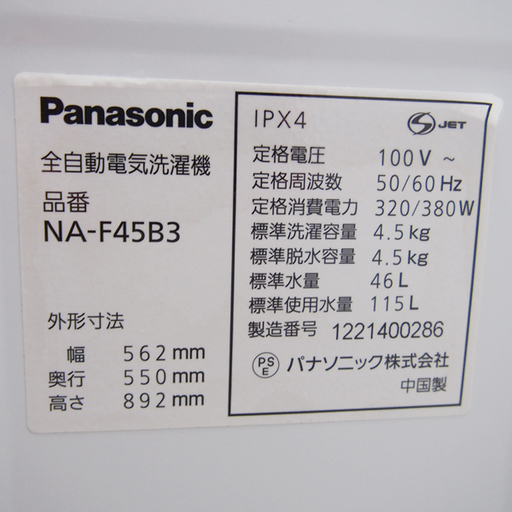 Panasonic
全自動電気洗濯機
品番
NA-F45B3
外形寸法
幅 562mm
奥行 550mm
高さ 892mm
IPX4
S JET
定格電圧 100V ~
定格周波数 50/60Hz
定格消費電力 320/380W
標準洗濯容量 4.5kg
標準脱水容量 4.5kg
標準水量 46L
標準使用水量 115L
製造番号 1221400286
PS E パナソニック株式会社
中国製